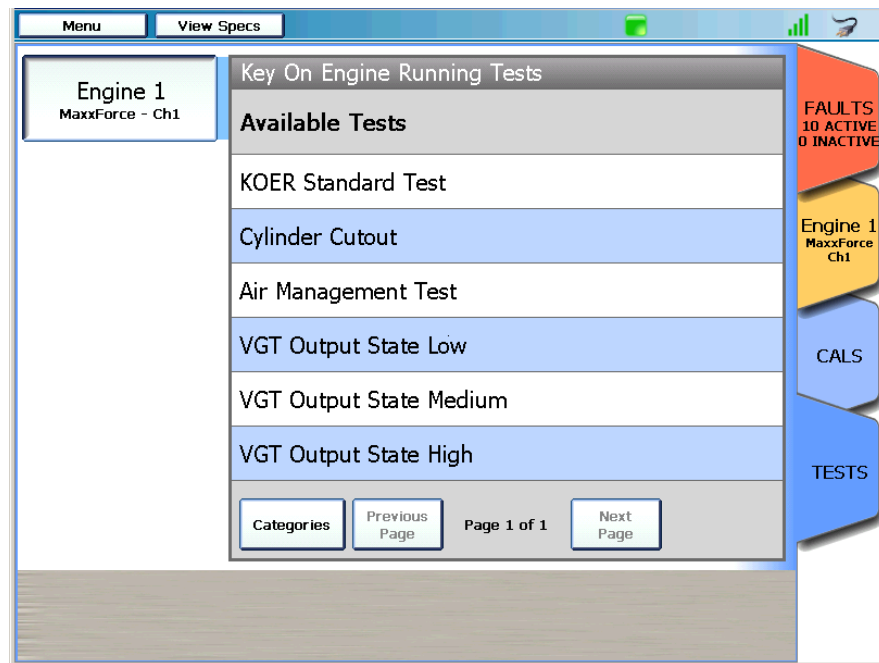 Menu
View Specs
Engine 1
MaxxForce - Ch1
Key On Engine Running Tests
Available Tests
KOER Standard Test
Cylinder Cutout
Air Management Test
VGT Output State Low
VGT Output State Medium
VGT Output State High
Categories
Previous
Page
Page 1 of 1
Next
Page
FAULTS
10 ACTIVE
0 INACTIVE
Engine 1
MaxxForce
Ch1
CALS
TESTS